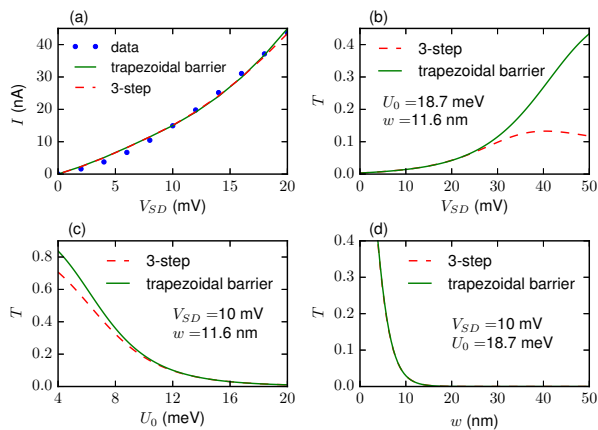 (a)
50
40
30
20
10
0
I (nA)
data
trapezoidal barrier
3-step
0 5 10 16 20
V_SD (mV)
(b)
0.5
0.4
0.3
0.2
0.1
0.0
T
3-step
trapezoidal barrier
U_0 =18.7 meV
w =11.6 nm
0 10 20 30 40 50
V_SD (mV)
(c)
0.8
0.6
0.4
0.2
0.0
T
3-step
trapezoidal barrier
V_SD =10 mV
w =11.6 nm
4 8 12 16 20
U_0 (meV)
(d)
0.4
0.3
0.2
0.1
0.0
T
3-step
trapezoidal barrier
V_SD =10 mV
U_0 =18.7 meV
0 10 20 30 40 50
w (nm)